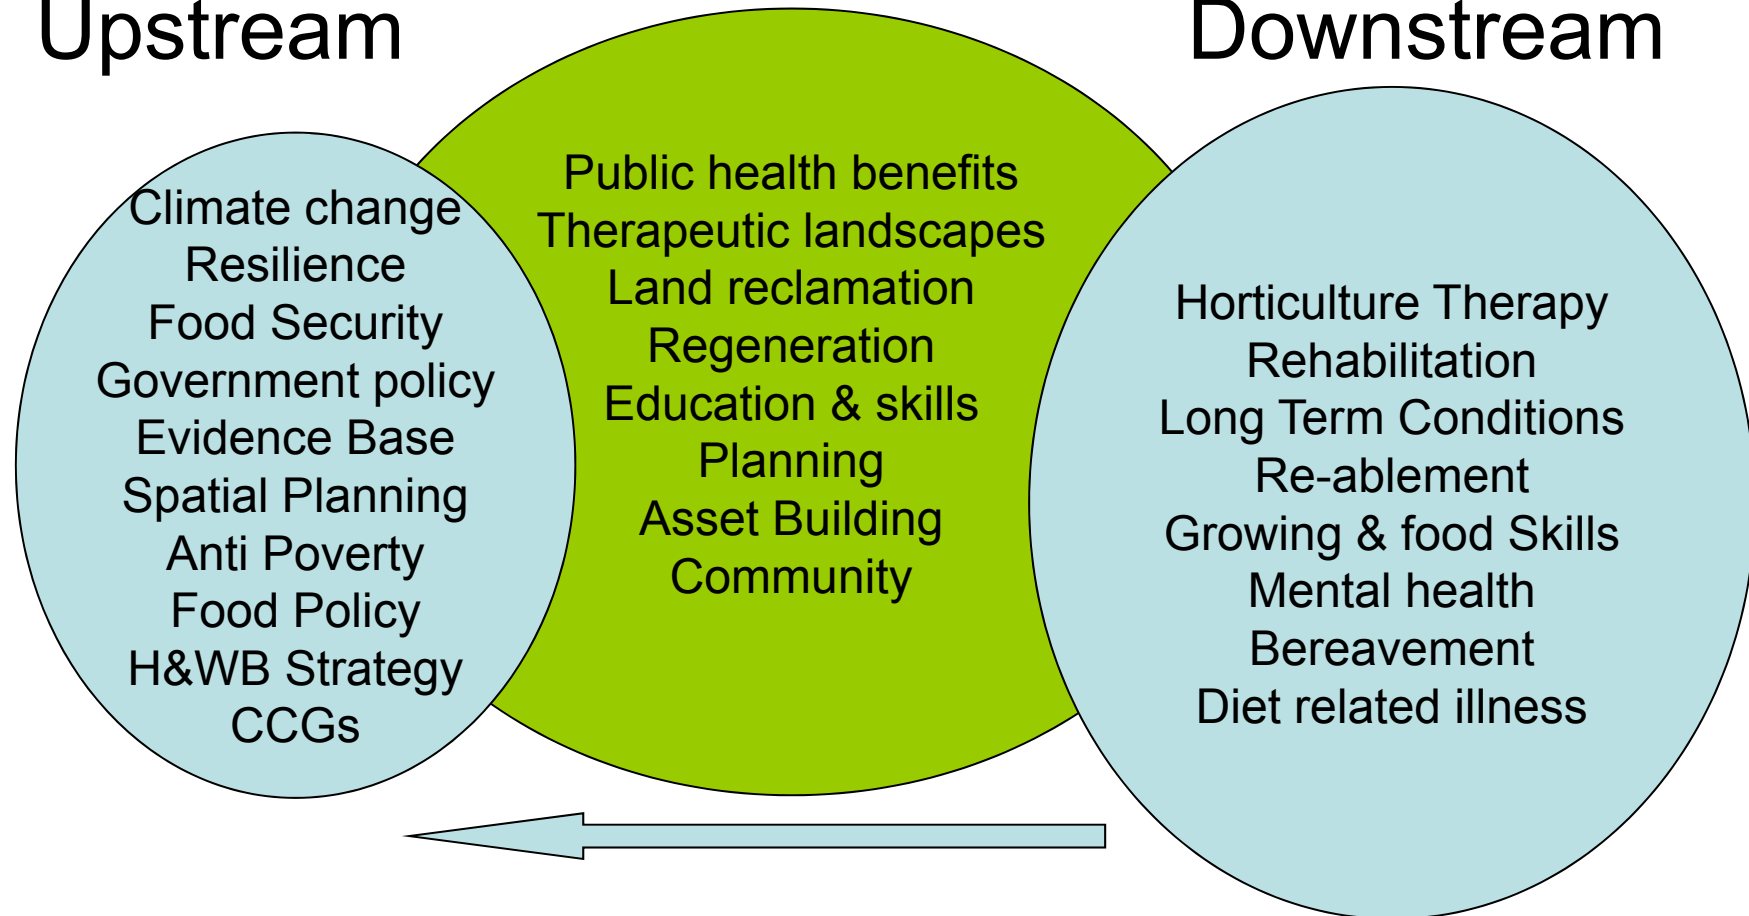 Upstream
Downstream
Climate change
Resilience
Food Security
Government policy
Evidence Base
Spatial Planning
Anti Poverty
Food Policy
H&WB Strategy
CCGs
Public health benefits
Therapeutic landscapes
Land reclamation
Regeneration
Education & skills
Planning
Asset Building
Community
Horticulture Therapy
Rehabilitation
Long Term Conditions
Re-ablement
Growing & food Skills
Mental health
Bereavement
Diet related illness